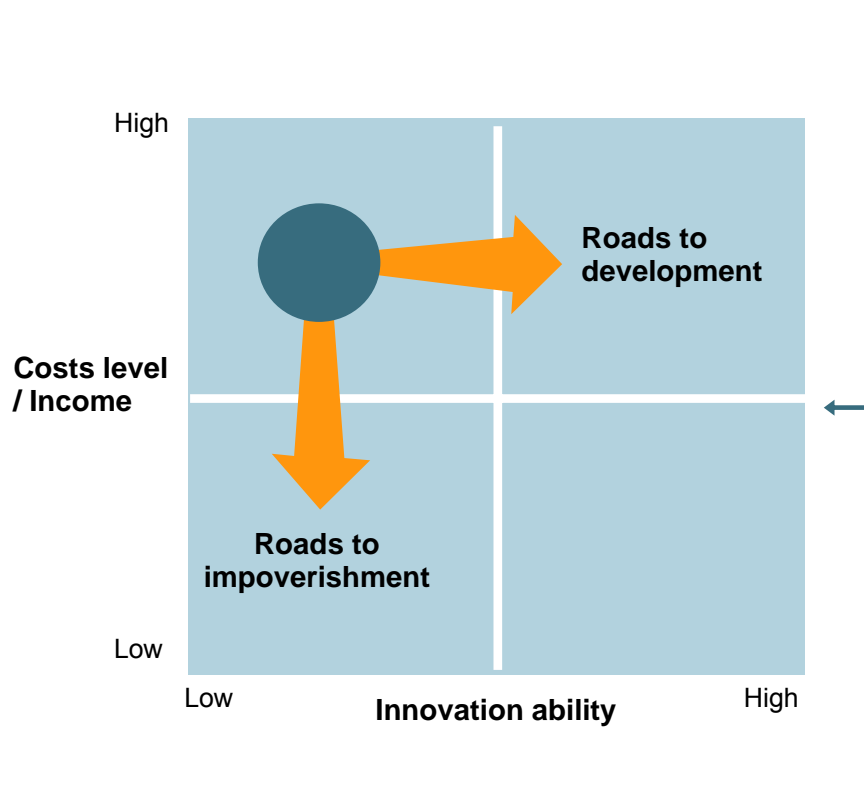 High
Roads to
development
Costs level
/ Income
Roads to
impoverishment
Low
Low
Innovation ability
High